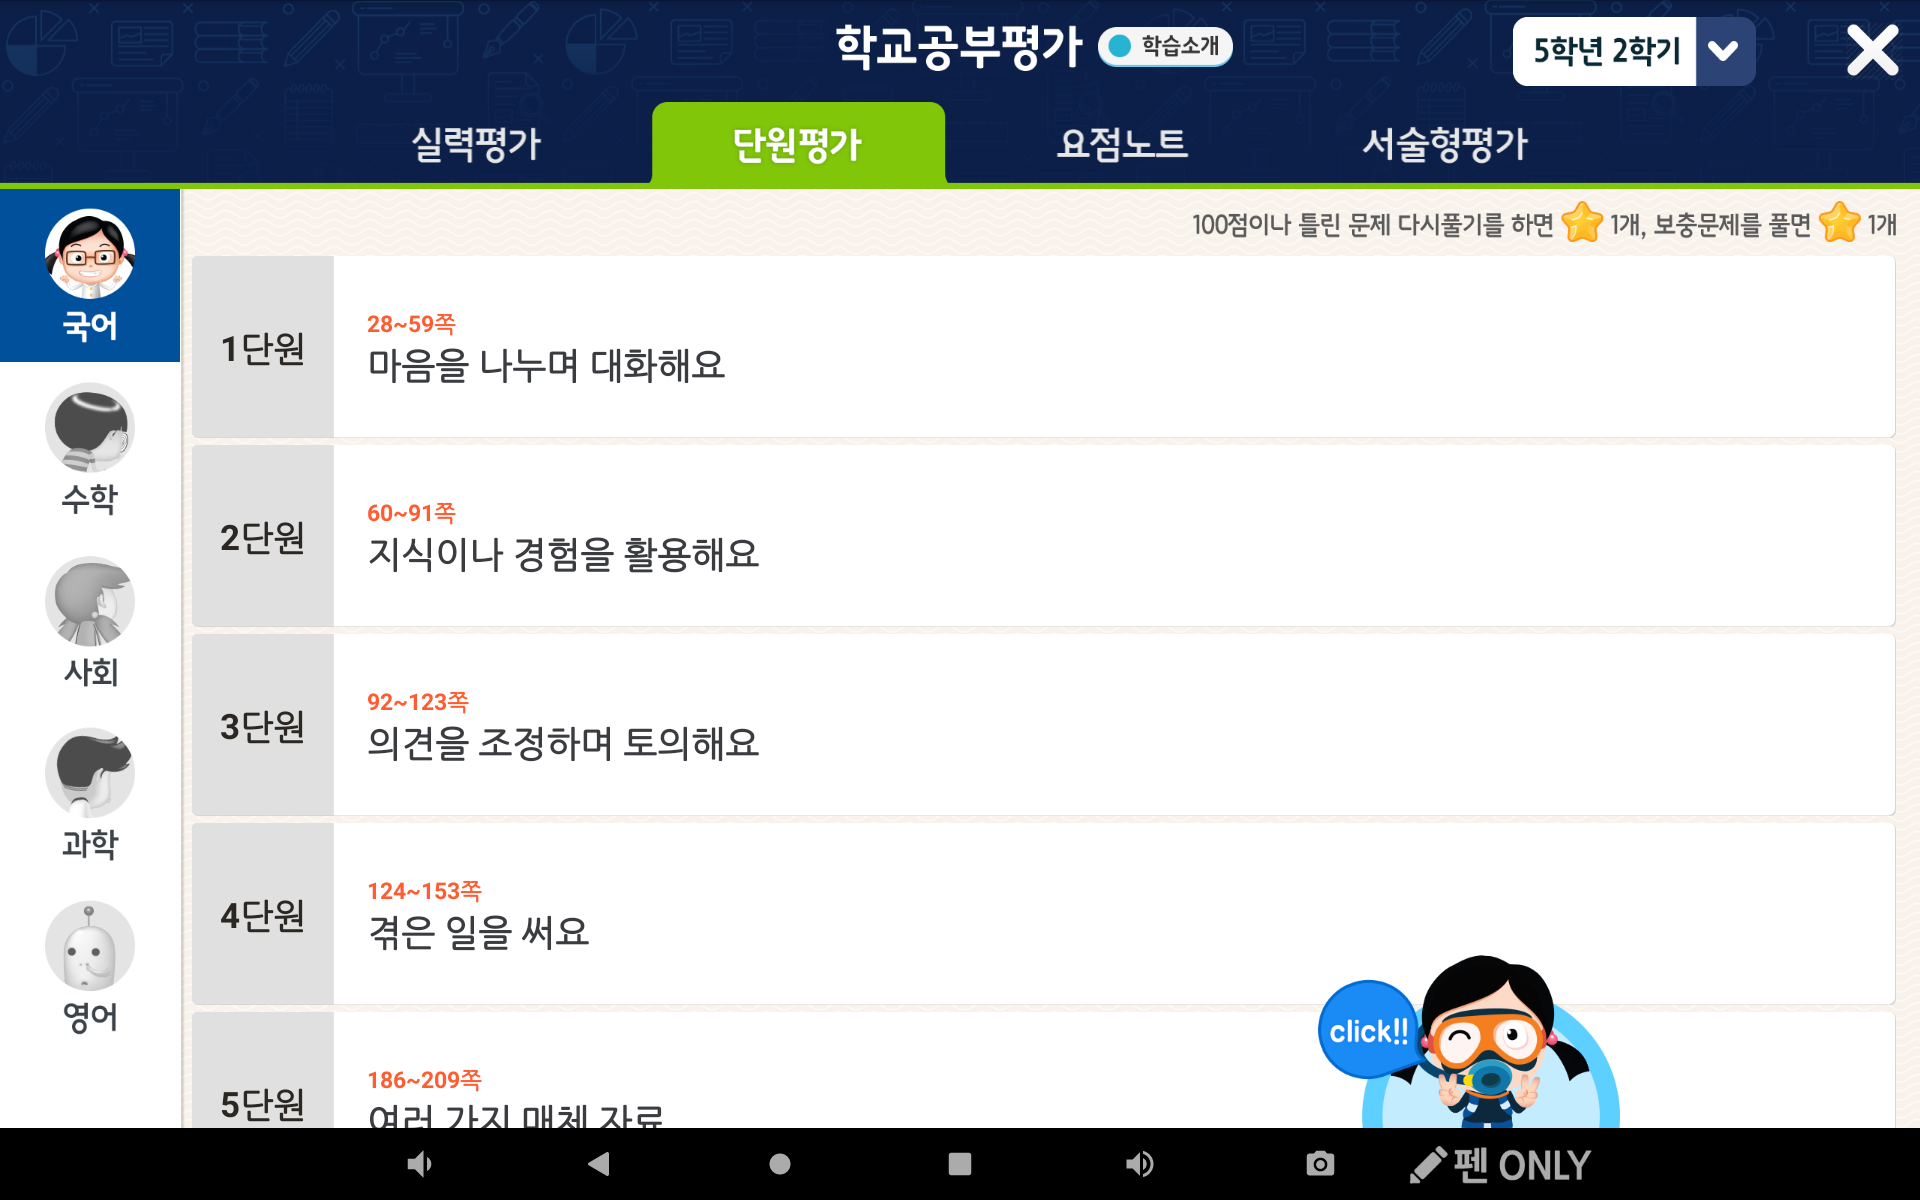 학교공부평가
학습소개
5학년 2학기
실력평가
단원평가
요점노트
서술형평가
100점이나 틀린 문제 다시풀기를 하면 1개, 보충문제를 풀면 1개
국어
수학
사회
과학
영어
1단원
28~59쪽
마음을 나누며 대화해요
2단원
60~91쪽
지식이나 경험을 활용해요
3단원
92~123쪽
의견을 조정하며 토의해요
4단원
124~153쪽
겪은 일을 써요
5단원
186~209쪽
여러 가지 매체 자료
click!!
펜 ONLY